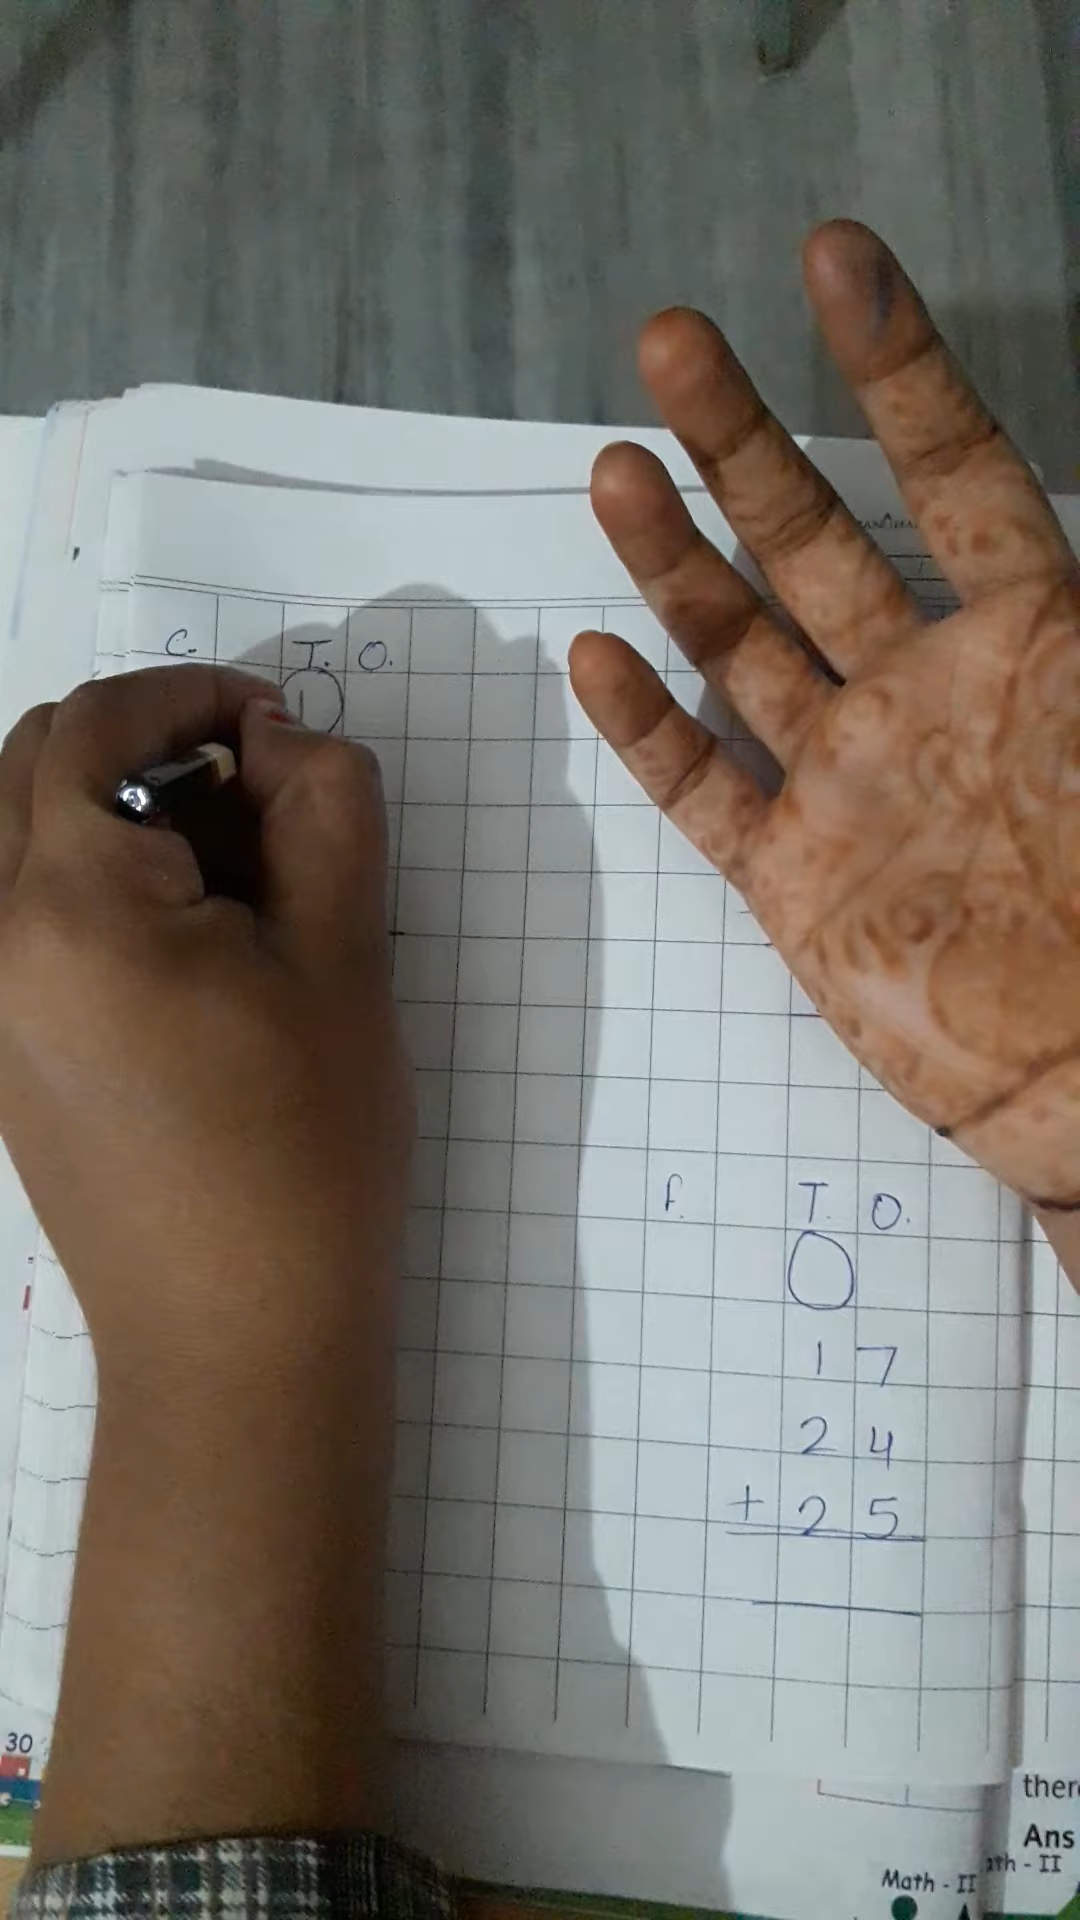 C.
T. O.
1
f. T. O.
1 7
2 4
+ 2 5
30
there
Ans
Math - II
ath - II